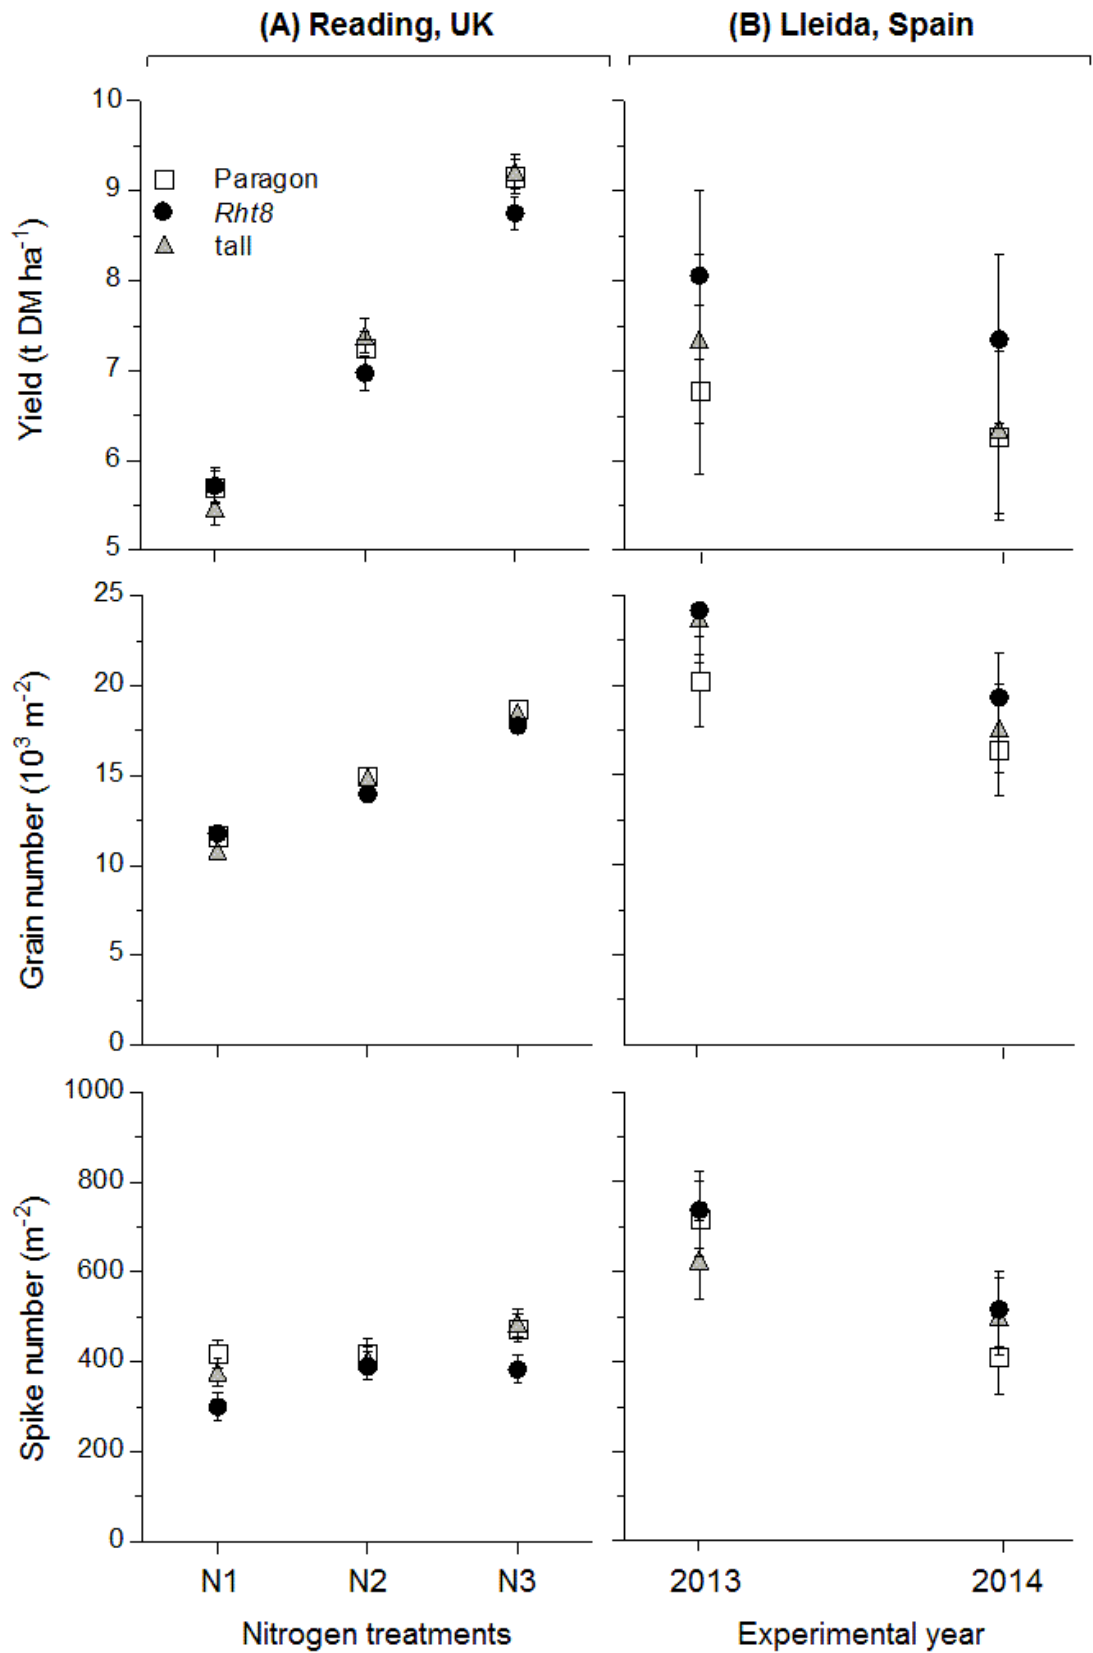 (A) Reading, UK
(B) Lleida, Spain
Yield (t DM ha-1)
10
9
8
7
6
5
Paragon
Rht8
tall
Grain number (10^3 m-2)
25
20
15
10
5
0
Spike number (m-2)
1000
800
600
400
200
0
N1 N2 N3
2013 2014
Nitrogen treatments
Experimental year